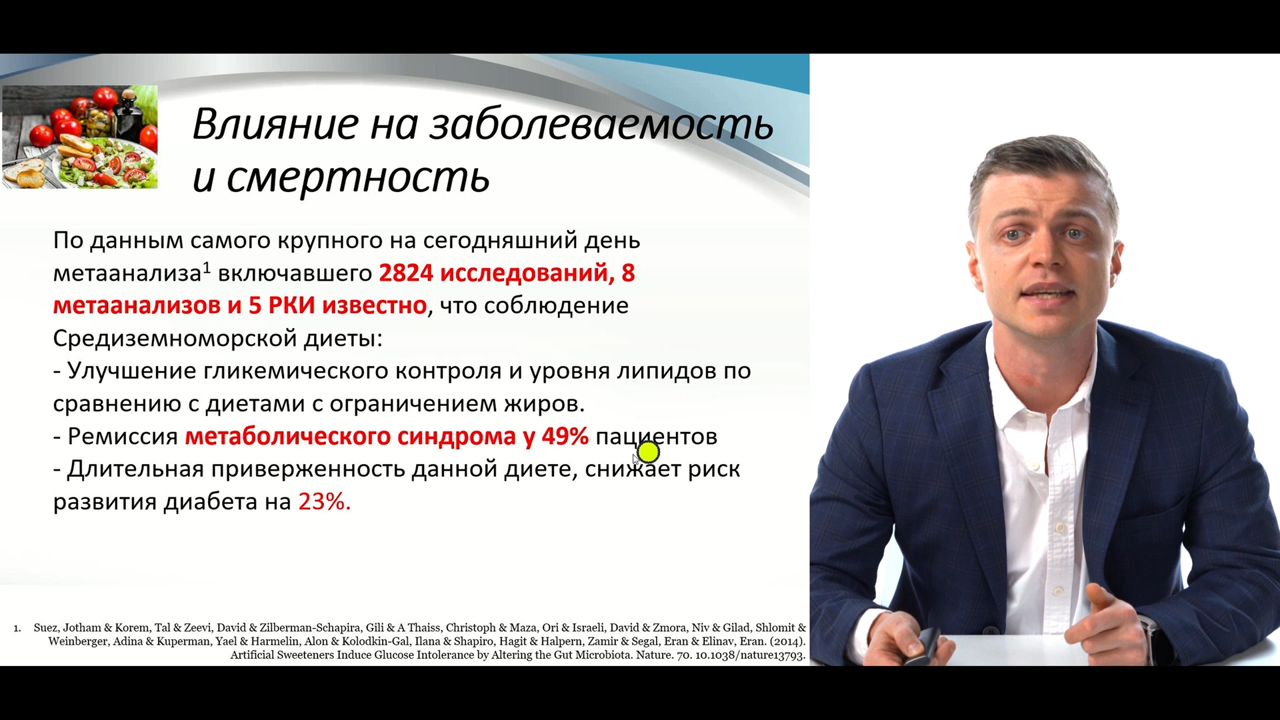 Влияние на заболеваемость
и смертность
По данным самого крупного на сегодняшний день
метаанализа¹ включавшего 2824 исследований, 8
метаанализов и 5 РКИ известно, что соблюдение
Средиземноморской диеты:
- Улучшение гликемического контроля и уровня липидов по
сравнению с диетами с ограничением жиров.
- Ремиссия метаболического синдрома у 49% пациентов
- Длительная приверженность данной диете, снижает риск
развития диабета на 23%.
1. Suez, Jotham & Korem, Tal & Zeevi, David & Zilberman-Schapira, Gili & A Thaiss, Christoph & Maza, Ori & Israeli, David & Zmora, Niv & Gilad, Shlomit &
Weinberger, Adina & Kuperman, Yael & Harmelin, Alon & Kolodkin-Gal, Ilana & Shapiro, Hagit & Halpern, Zamir & Segal, Eran & Elinav, Eran. (2014).
Artificial Sweeteners Induce Glucose Intolerance by Altering the Gut Microbiota. Nature. 70. 10.1038/nature13793.